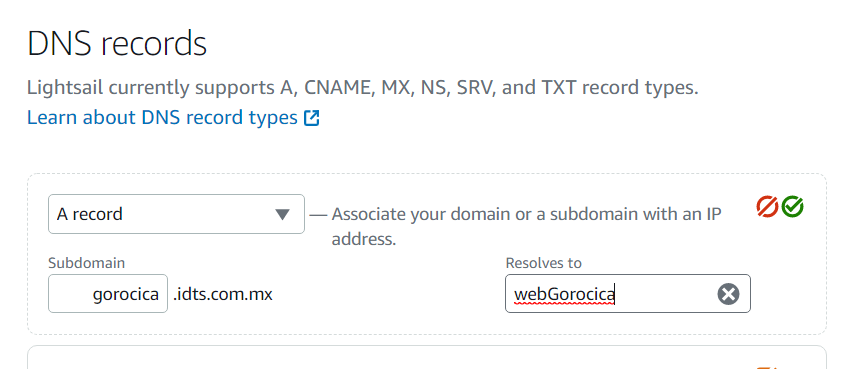 DNS records
Lightsail currently supports A, CNAME, MX, NS, SRV, and TXT record types.
Learn about DNS record types
A record
— Associate your domain or a subdomain with an IP
address.
Subdomain
Resolves to
gorocica .idts.com.mx
webGorocica